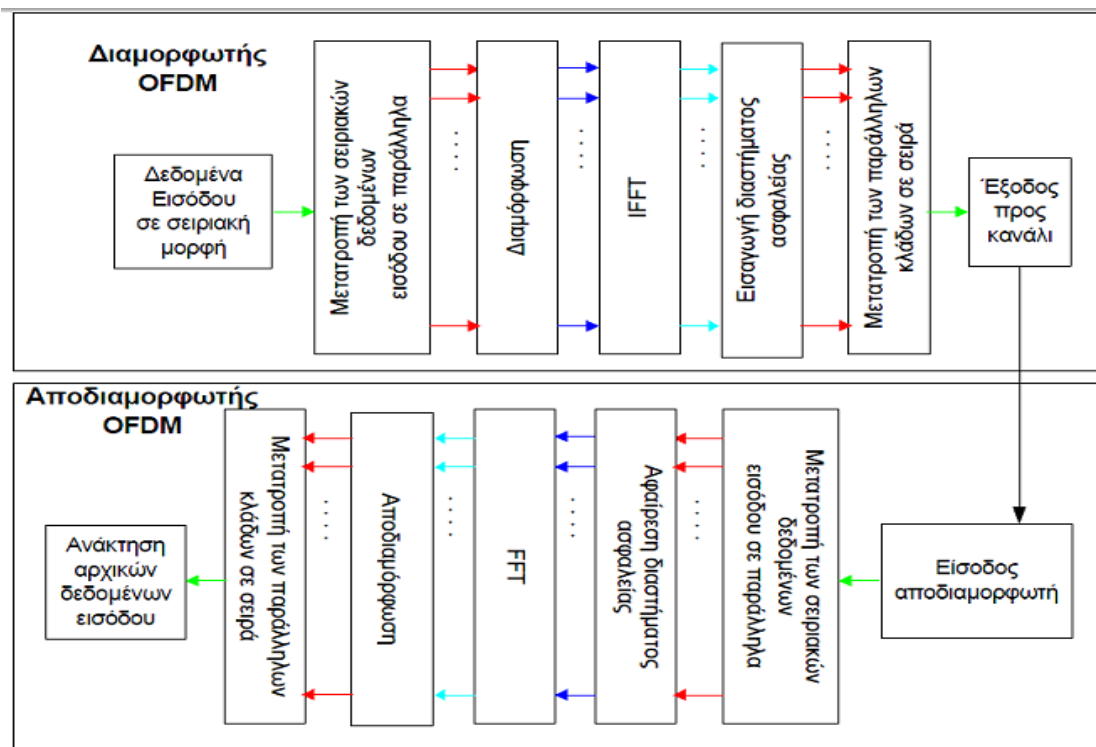 Διαμορφωτής
OFDM
Δεδομένα
Εισόδου
σε σειριακή
μορφή
Μετατροπή των σειριακών
δεδομένων
εισόδου σε παράλληλα
Διαμόρφωση
IFFT
Εισαγωγή διαστήματος
ασφαλείας
Μετατροπή των παράλληλων
κλάδων σε σειρά
Έξοδος
προς
κανάλι
Αποδιαμορφωτής
OFDM
Είσοδος
αποδιαμορφωτή
Μετατροπή των σειριακών
δεδομένων
εισόδου σε παράλληλα
Αφαίρεση διαστήματος
ασφαλείας
FFT
Αποδιαμόρφωση
Μετατροπή των παράλληλων
κλάδων σε σειρά
Ανάκτηση
αρχικών
δεδομένων
εισόδου